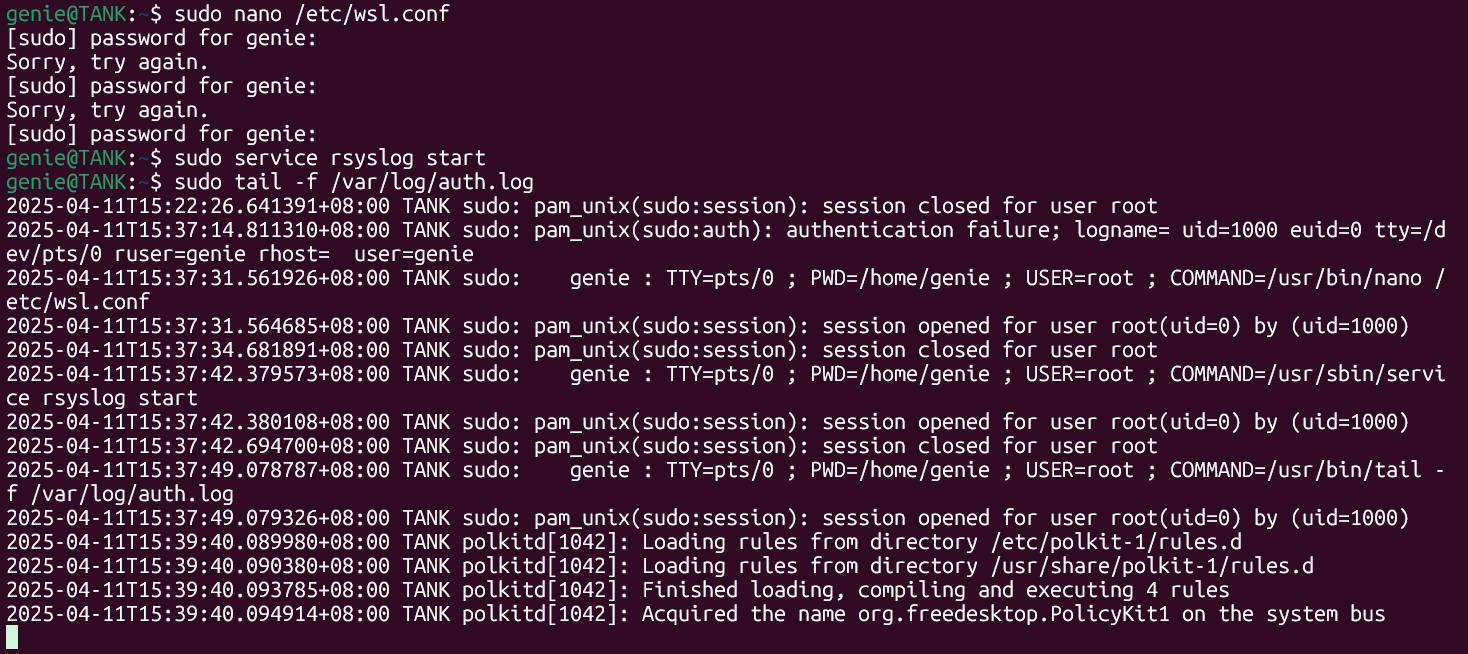 genie@TANK:~$ sudo nano /etc/wsl.conf
[sudo] password for genie:
Sorry, try again.
[sudo] password for genie:
Sorry, try again.
[sudo] password for genie:
genie@TANK:~$ sudo service rsyslog start
genie@TANK:~$ sudo tail -f /var/log/auth.log
2025-04-11T15:22:26.641391+08:00 TANK sudo: pam_unix(sudo:session): session closed for user root
2025-04-11T15:37:14.811310+08:00 TANK sudo: pam_unix(sudo:auth): authentication failure; logname= uid=1000 euid=0 tty=/d
ev/pts/0 ruser=genie rhost=  user=genie
2025-04-11T15:37:31.561926+08:00 TANK sudo:    genie : TTY=pts/0 ; PWD=/home/genie ; USER=root ; COMMAND=/usr/bin/nano /
etc/wsl.conf
2025-04-11T15:37:31.564685+08:00 TANK sudo: pam_unix(sudo:session): session opened for user root(uid=0) by (uid=1000)
2025-04-11T15:37:34.681891+08:00 TANK sudo: pam_unix(sudo:session): session closed for user root
2025-04-11T15:37:42.379573+08:00 TANK sudo:    genie : TTY=pts/0 ; PWD=/home/genie ; USER=root ; COMMAND=/usr/sbin/servi
ce rsyslog start
2025-04-11T15:37:42.380108+08:00 TANK sudo: pam_unix(sudo:session): session opened for user root(uid=0) by (uid=1000)
2025-04-11T15:37:42.694700+08:00 TANK sudo: pam_unix(sudo:session): session closed for user root
2025-04-11T15:37:49.078787+08:00 TANK sudo:    genie : TTY=pts/0 ; PWD=/home/genie ; USER=root ; COMMAND=/usr/bin/tail -
f /var/log/auth.log
2025-04-11T15:37:49.079326+08:00 TANK sudo: pam_unix(sudo:session): session opened for user root(uid=0) by (uid=1000)
2025-04-11T15:39:40.089980+08:00 TANK polkitd[1042]: Loading rules from directory /etc/polkit-1/rules.d
2025-04-11T15:39:40.090380+08:00 TANK polkitd[1042]: Loading rules from directory /usr/share/polkit-1/rules.d
2025-04-11T15:39:40.093785+08:00 TANK polkitd[1042]: Finished loading, compiling and executing 4 rules
2025-04-11T15:39:40.094914+08:00 TANK polkitd[1042]: Acquired the name org.freedesktop.PolicyKit1 on the system bus